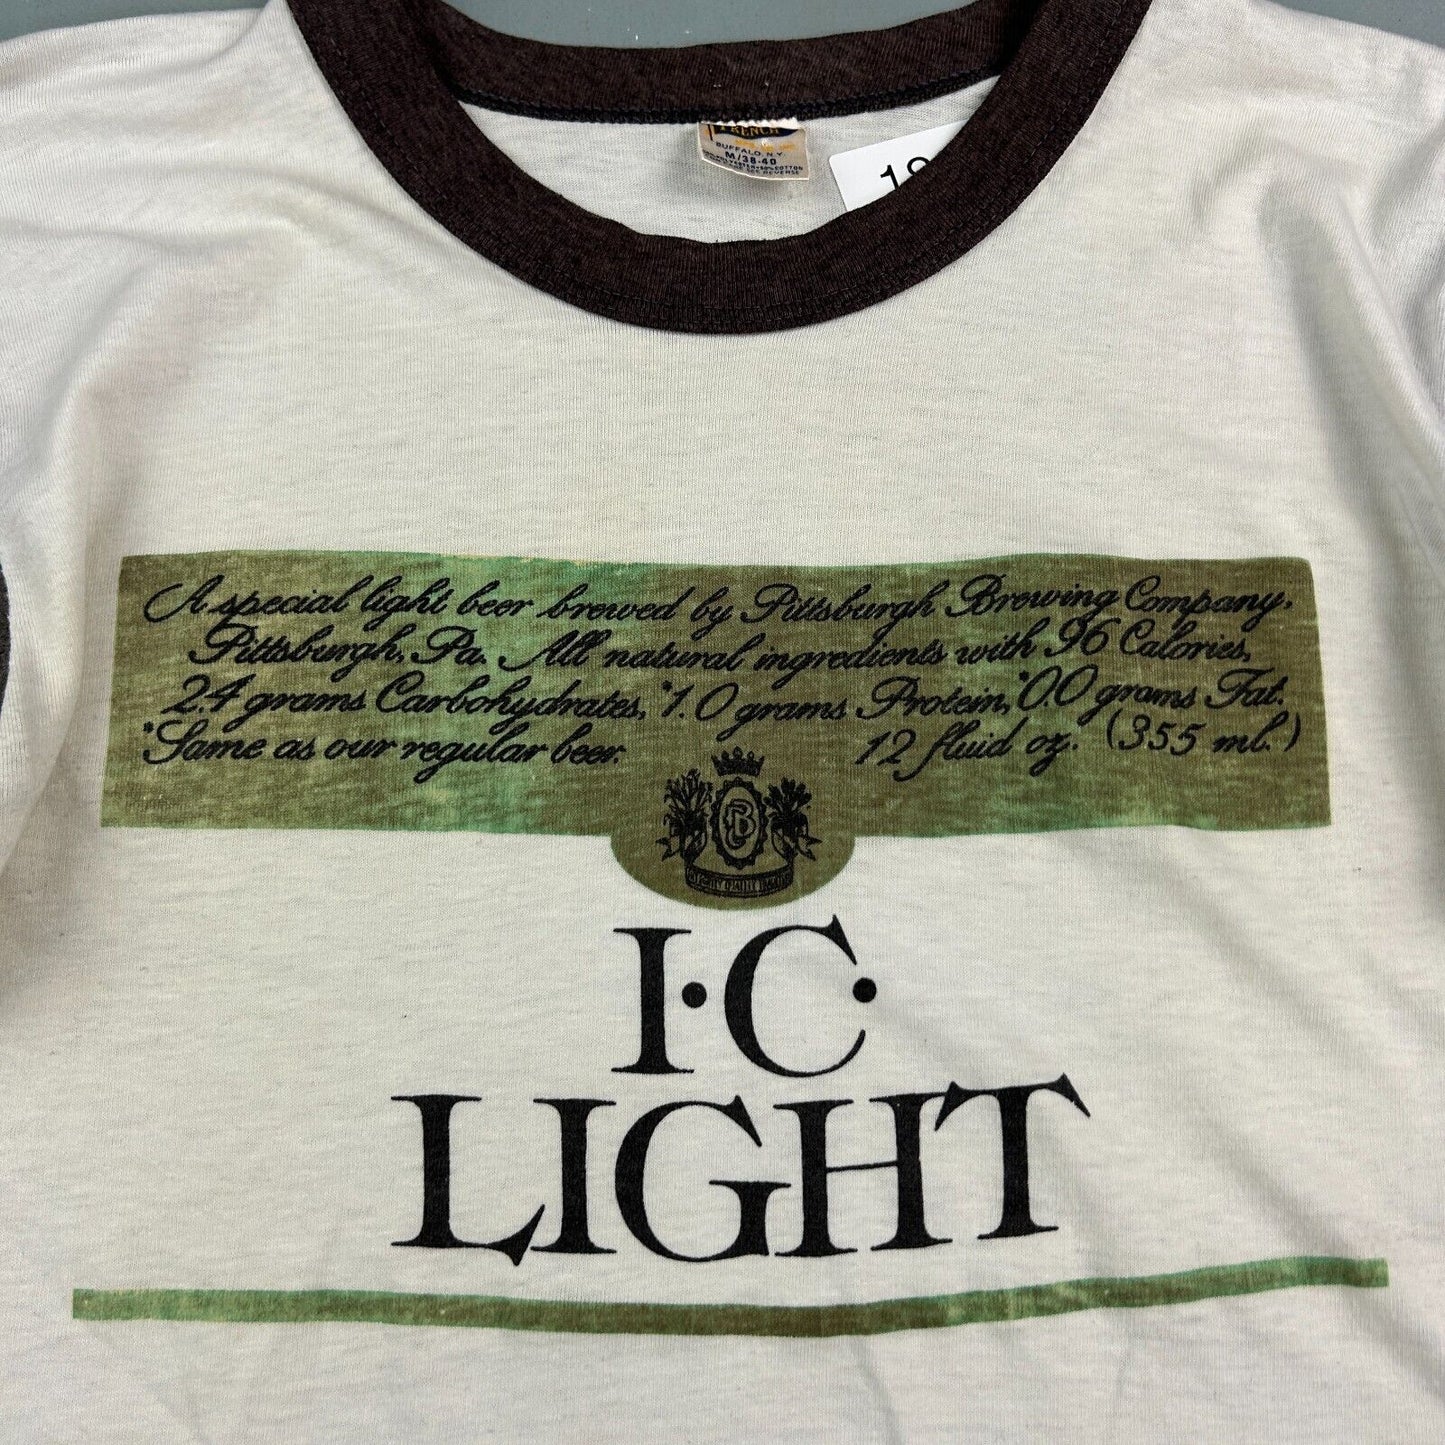 TRENCH
BUFFALO, N.Y.
M/38-40
A special light beer brewed by Pittsburgh Brewing Company,
Pittsburgh, Pa. All natural ingredients with 96 Calories,
2.4 grams Carbohydrates, *1.0 grams Protein, *0.0 grams Fat.
*Same as our regular beer. 12 fluid oz. (355 ml.)
I·C·
LIGHT